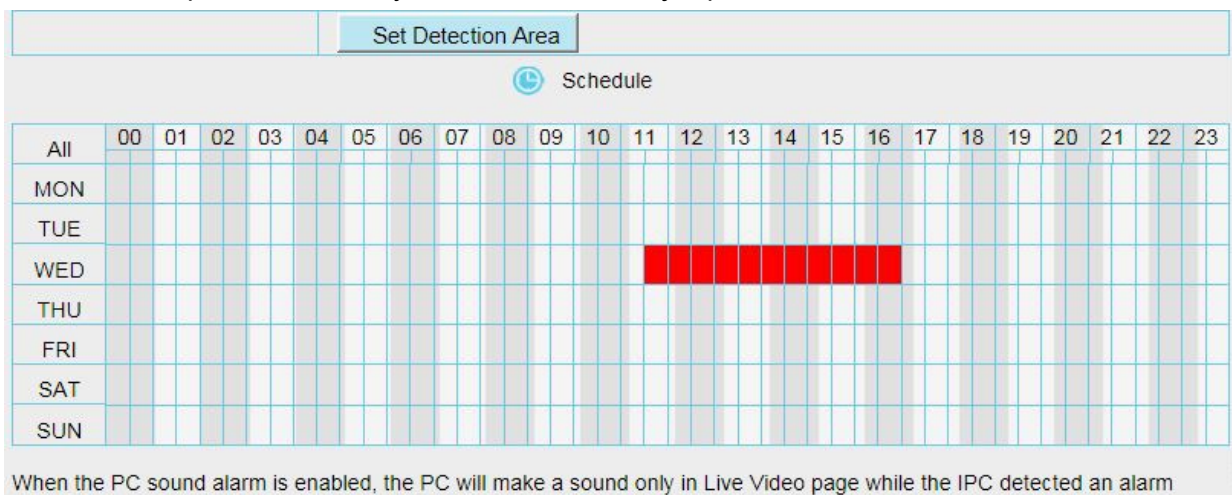 Set Detection Area
Schedule
All 00 01 02 03 04 05 06 07 08 09 10 11 12 13 14 15 16 17 18 19 20 21 22 23
MON
TUE
WED
THU
FRI
SAT
SUN
When the PC sound alarm is enabled, the PC will make a sound only in Live Video page while the IPC detected an alarm